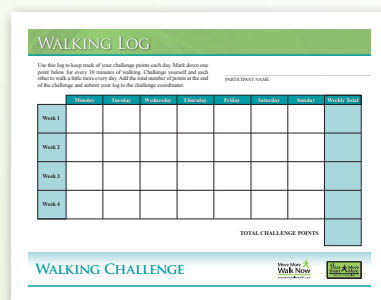 WALKING LOG
Use this log to keep track of your challenge points each day. Mark down one
point below for every 10 minutes of walking. Challenge yourself and each
other to walk a little more every day. Add the total number of points at the end
of the challenge and submit your log to the challenge coordinator.
PARTICIPANT NAME
Monday Tuesday Wednesday Thursday Friday Saturday Sunday Weekly Total
Week 1
Week 2
Week 3
Week 4
TOTAL CHALLENGE POINTS
WALKING CHALLENGE
Move More
Walk Now
Move
More